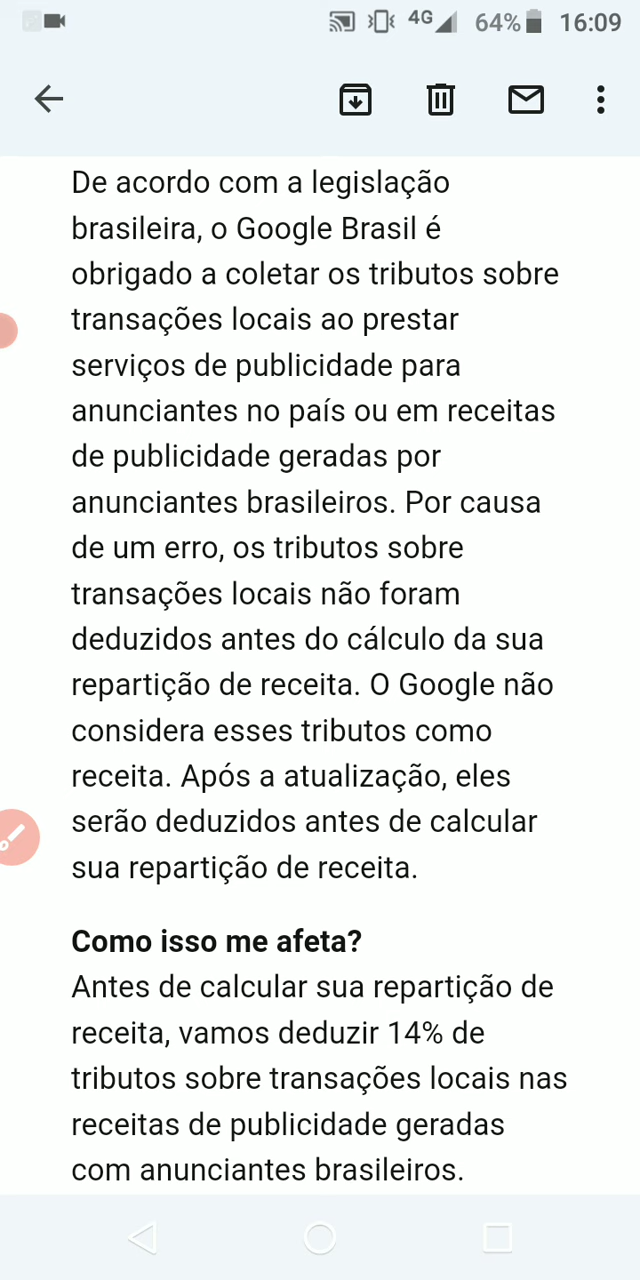 4G 64% 16:09
De acordo com a legislação
brasileira, o Google Brasil é
obrigado a coletar os tributos sobre
transações locais ao prestar
serviços de publicidade para
anunciantes no país ou em receitas
de publicidade geradas por
anunciantes brasileiros. Por causa
de um erro, os tributos sobre
transações locais não foram
deduzidos antes do cálculo da sua
repartição de receita. O Google não
considera esses tributos como
receita. Após a atualização, eles
serão deduzidos antes de calcular
sua repartição de receita.
Como isso me afeta?
Antes de calcular sua repartição de
receita, vamos deduzir 14% de
tributos sobre transações locais nas
receitas de publicidade geradas
com anunciantes brasileiros.